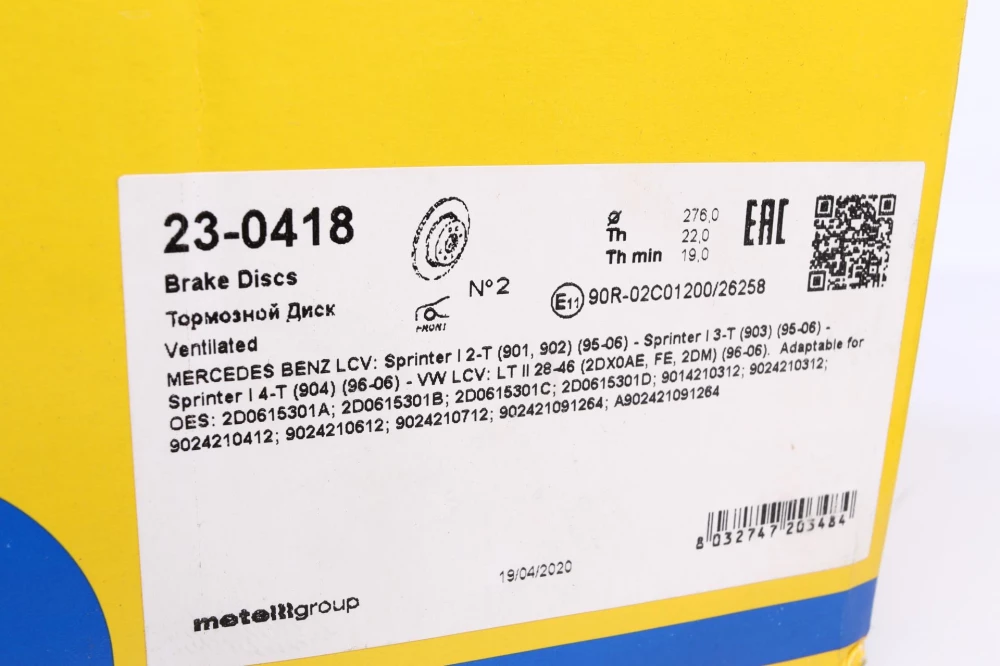 23-0418
Brake Discs
Тормозной Диск
Ventilated
FRONT
Nº2
ø 276,0
Th 22,0
Th min 19,0
EAC
E11 90R-02C01200/26258
MERCEDES BENZ LCV: Sprinter I 2-T (901, 902) (95-06) - Sprinter I 3-T (903) (95-06) -
Sprinter I 4-T (904) (96-06) - VW LCV: LT II 28-46 (2DX0AE, FE, 2DM) (96-06). Adaptable for
OES: 2D0615301A; 2D0615301B; 2D0615301C; 2D0615301D; 9014210312; 9024210312;
9024210412; 9024210612; 9024210712; 902421091264; A902421091264
8 032747 203484
19/04/2020
metelligroup